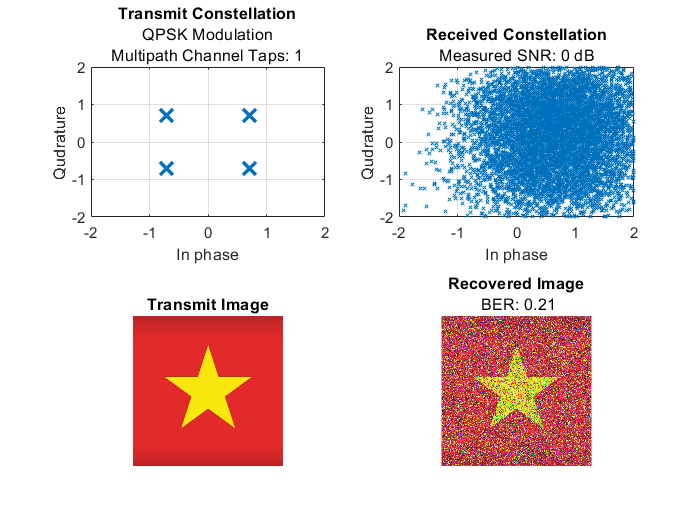 Transmit Constellation
QPSK Modulation
Multipath Channel Taps: 1
2
1
0
-1
-2
Qudrature
-2
-1
0
1
2
In phase
Received Constellation
Measured SNR: 0 dB
2
1
0
-1
-2
Qudrature
-2
-1
0
1
2
In phase
Transmit Image
Recovered Image
BER: 0.21